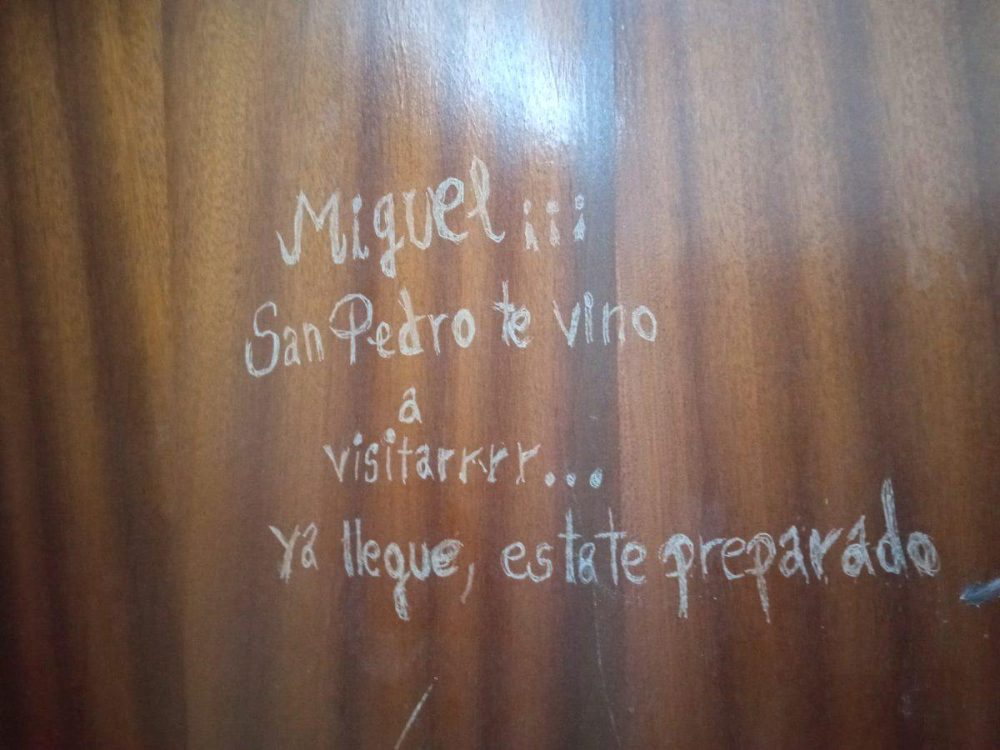 Miguel ¡¡¡
San Pedro te vino
a
visitarrrr...
Ya llegue, estate preparado